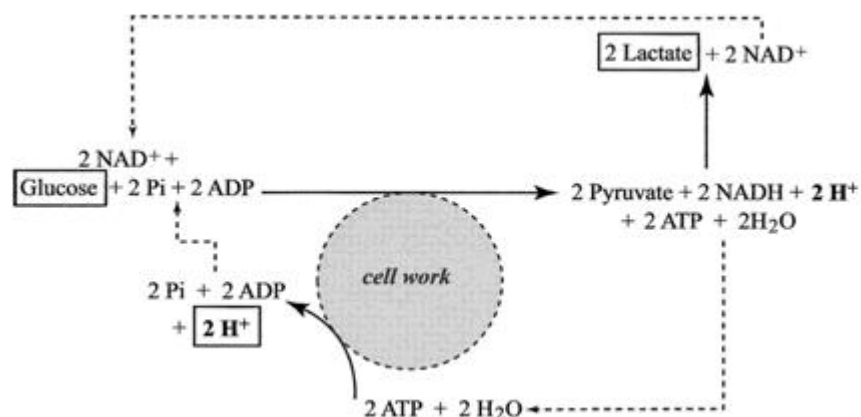 2 Lactate + 2 NAD⁺
2 NAD⁺ +
Glucose + 2 Pi + 2 ADP
2 Pyruvate + 2 NADH + 2 H⁺
+ 2 ATP + 2H₂O
cell work
2 Pi + 2 ADP
+ 2 H⁺
2 ATP + 2 H₂O